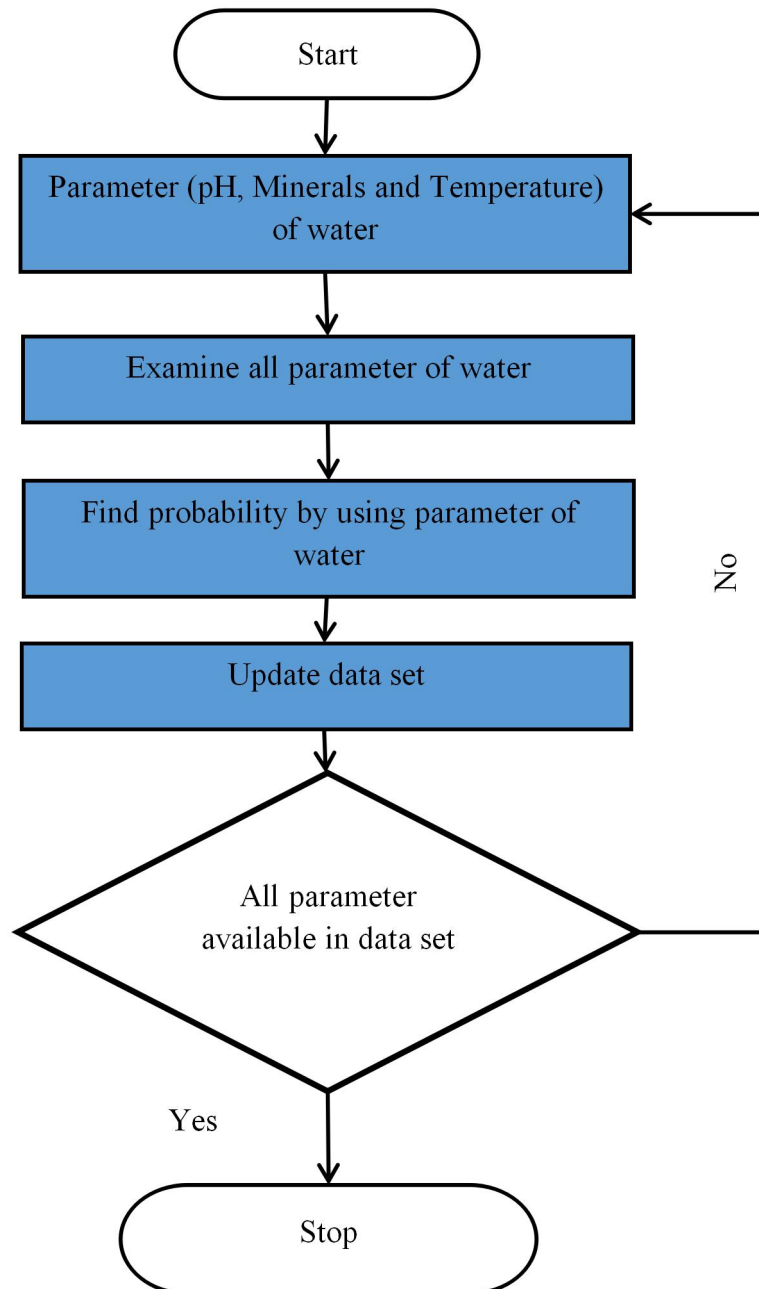 Start
Parameter (pH, Minerals and Temperature)
of water
Examine all parameter of water
Find probability by using parameter of
water
No
Update data set
All parameter
available in data set
Yes
Stop